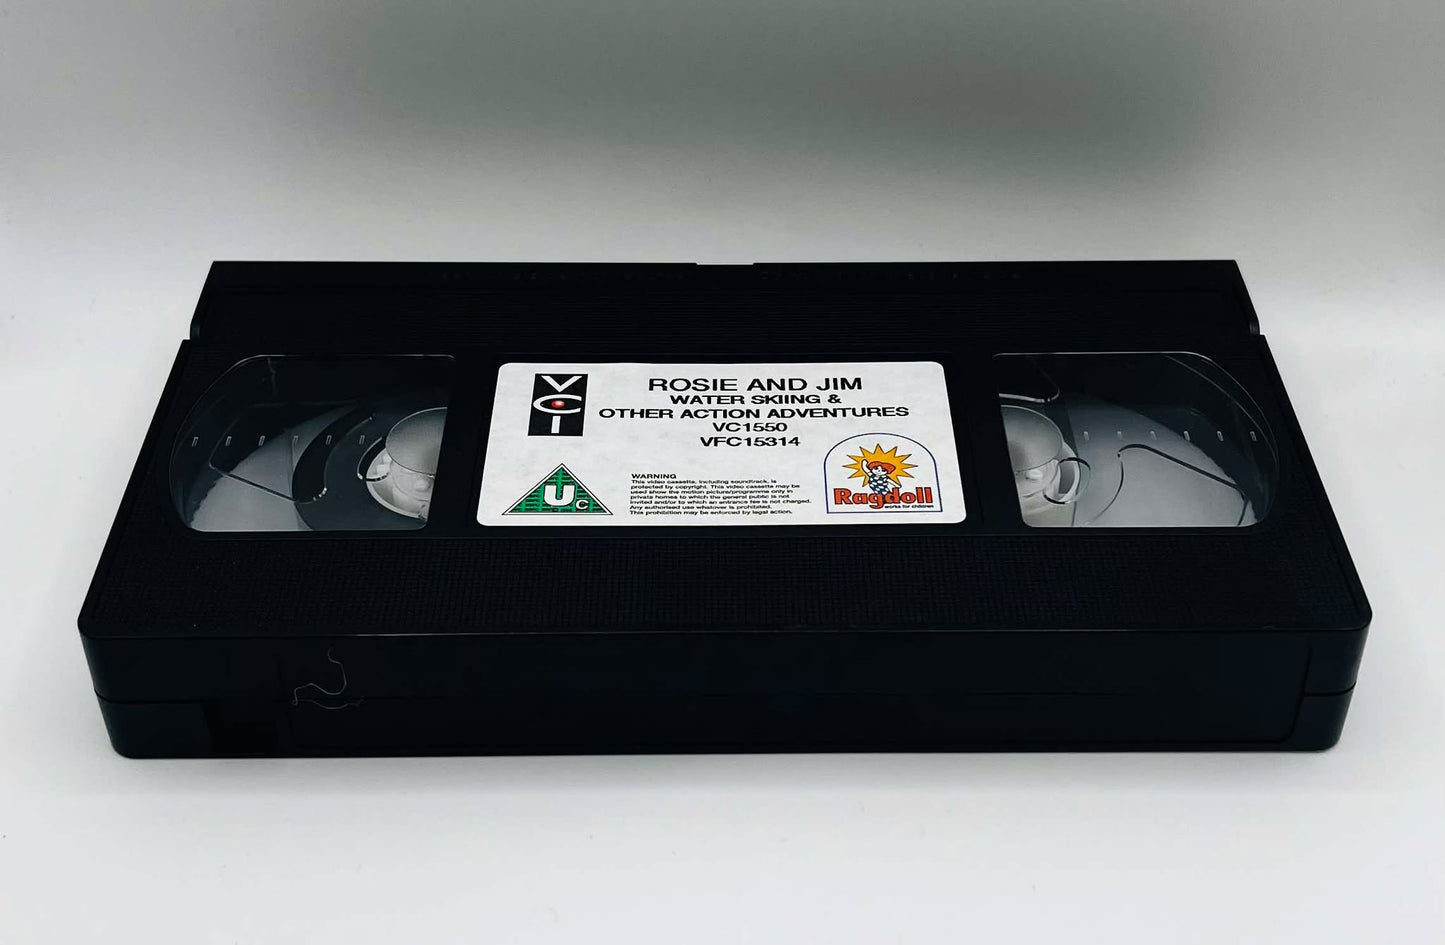 VCI
ROSIE AND JIM
WATER SKIING &
OTHER ACTION ADVENTURES
VC1550
VFC15314
WARNING
This video cassette, including soundtrack, is
protected by copyright. This video cassette may be
used show the motion picture/programme only in
private homes to which the general public is not
invited and/or to which an entrance fee is not charged.
Any authorised use whatover is prohibited.
This prohibition may be enforced by legal action.
Uc
Ragdoll
works for children